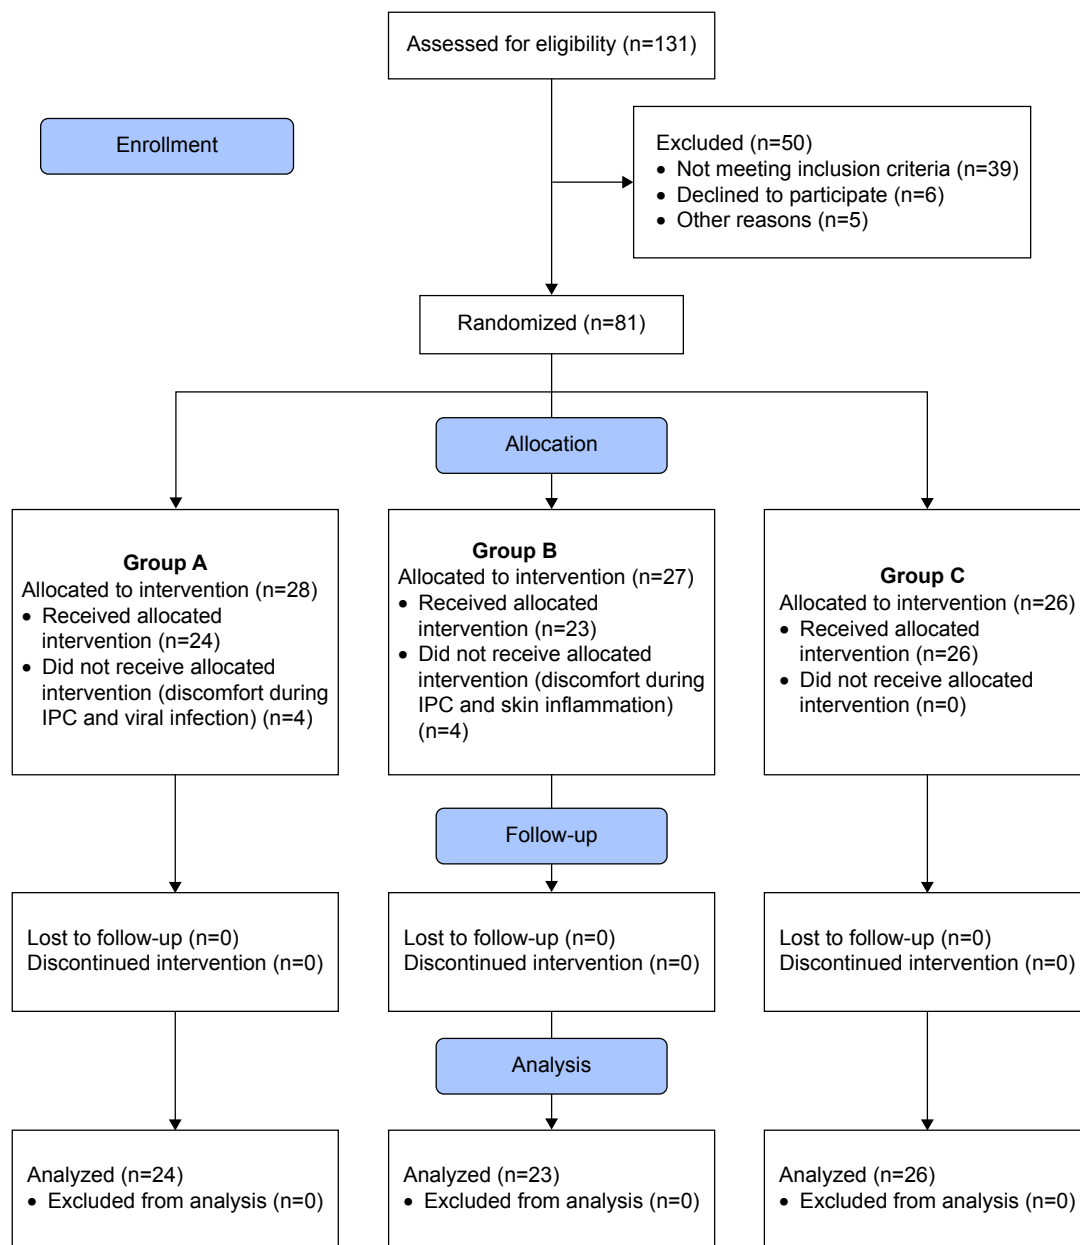 Assessed for eligibility (n=131)
Enrollment
Excluded (n=50)
• Not meeting inclusion criteria (n=39)
• Declined to participate (n=6)
• Other reasons (n=5)
Randomized (n=81)
Allocation
Group A
Allocated to intervention (n=28)
• Received allocated
intervention (n=24)
• Did not receive allocated
intervention (discomfort during
IPC and viral infection) (n=4)
Group B
Allocated to intervention (n=27)
• Received allocated
intervention (n=23)
• Did not receive allocated
intervention (discomfort during
IPC and skin inflammation)
(n=4)
Group C
Allocated to intervention (n=26)
• Received allocated
intervention (n=26)
• Did not receive allocated
intervention (n=0)
Follow-up
Lost to follow-up (n=0)
Discontinued intervention (n=0)
Lost to follow-up (n=0)
Discontinued intervention (n=0)
Lost to follow-up (n=0)
Discontinued intervention (n=0)
Analysis
Analyzed (n=24)
• Excluded from analysis (n=0)
Analyzed (n=23)
• Excluded from analysis (n=0)
Analyzed (n=26)
• Excluded from analysis (n=0)